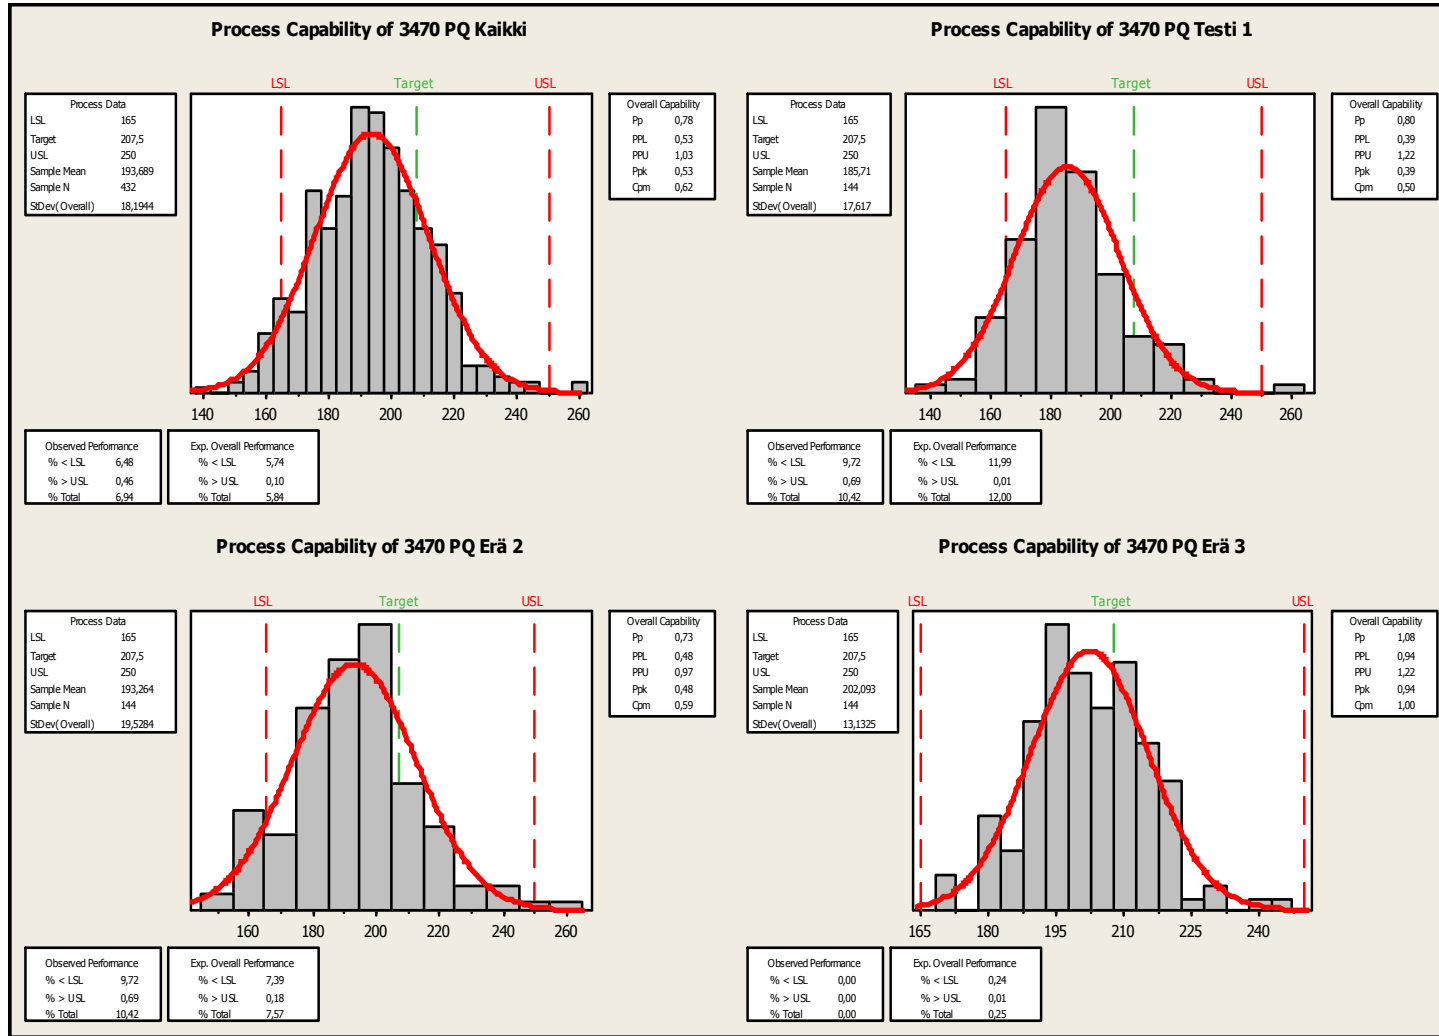 Process Capability of 3470 PQ Kaikki
LSL Target USL
Process Data
LSL 165
Target 207,5
USL 250
Sample Mean 193,689
Sample N 432
StDev(Overall) 18,1944
Overall Capability
Pp 0,78
PPL 0,53
PPU 1,03
Ppk 0,53
Cpm 0,62
140 160 180 200 220 240 260
Observed Performance
% < LSL 6,48
% > USL 0,46
% Total 6,94
Exp. Overall Performance
% < LSL 5,74
% > USL 0,10
% Total 5,84
Process Capability of 3470 PQ Testi 1
LSL Target USL
Process Data
LSL 165
Target 207,5
USL 250
Sample Mean 185,71
Sample N 144
StDev(Overall) 17,617
Overall Capability
Pp 0,80
PPL 0,39
PPU 1,22
Ppk 0,39
Cpm 0,50
140 160 180 200 220 240 260
Observed Performance
% < LSL 9,72
% > USL 0,69
% Total 10,42
Exp. Overall Performance
% < LSL 11,99
% > USL 0,01
% Total 12,00
Process Capability of 3470 PQ Erä 2
LSL Target USL
Process Data
LSL 165
Target 207,5
USL 250
Sample Mean 193,264
Sample N 144
StDev(Overall) 19,5284
Overall Capability
Pp 0,73
PPL 0,48
PPU 0,97
Ppk 0,48
Cpm 0,59
160 180 200 220 240 260
Observed Performance
% < LSL 9,72
% > USL 0,69
% Total 10,42
Exp. Overall Performance
% < LSL 7,39
% > USL 0,18
% Total 7,57
Process Capability of 3470 PQ Erä 3
LSL Target USL
Process Data
LSL 165
Target 207,5
USL 250
Sample Mean 202,093
Sample N 144
StDev(Overall) 13,1325
Overall Capability
Pp 1,08
PPL 0,94
PPU 1,22
Ppk 0,94
Cpm 1,00
165 180 195 210 225 240
Observed Performance
% < LSL 0,00
% > USL 0,00
% Total 0,00
Exp. Overall Performance
% < LSL 0,24
% > USL 0,01
% Total 0,25